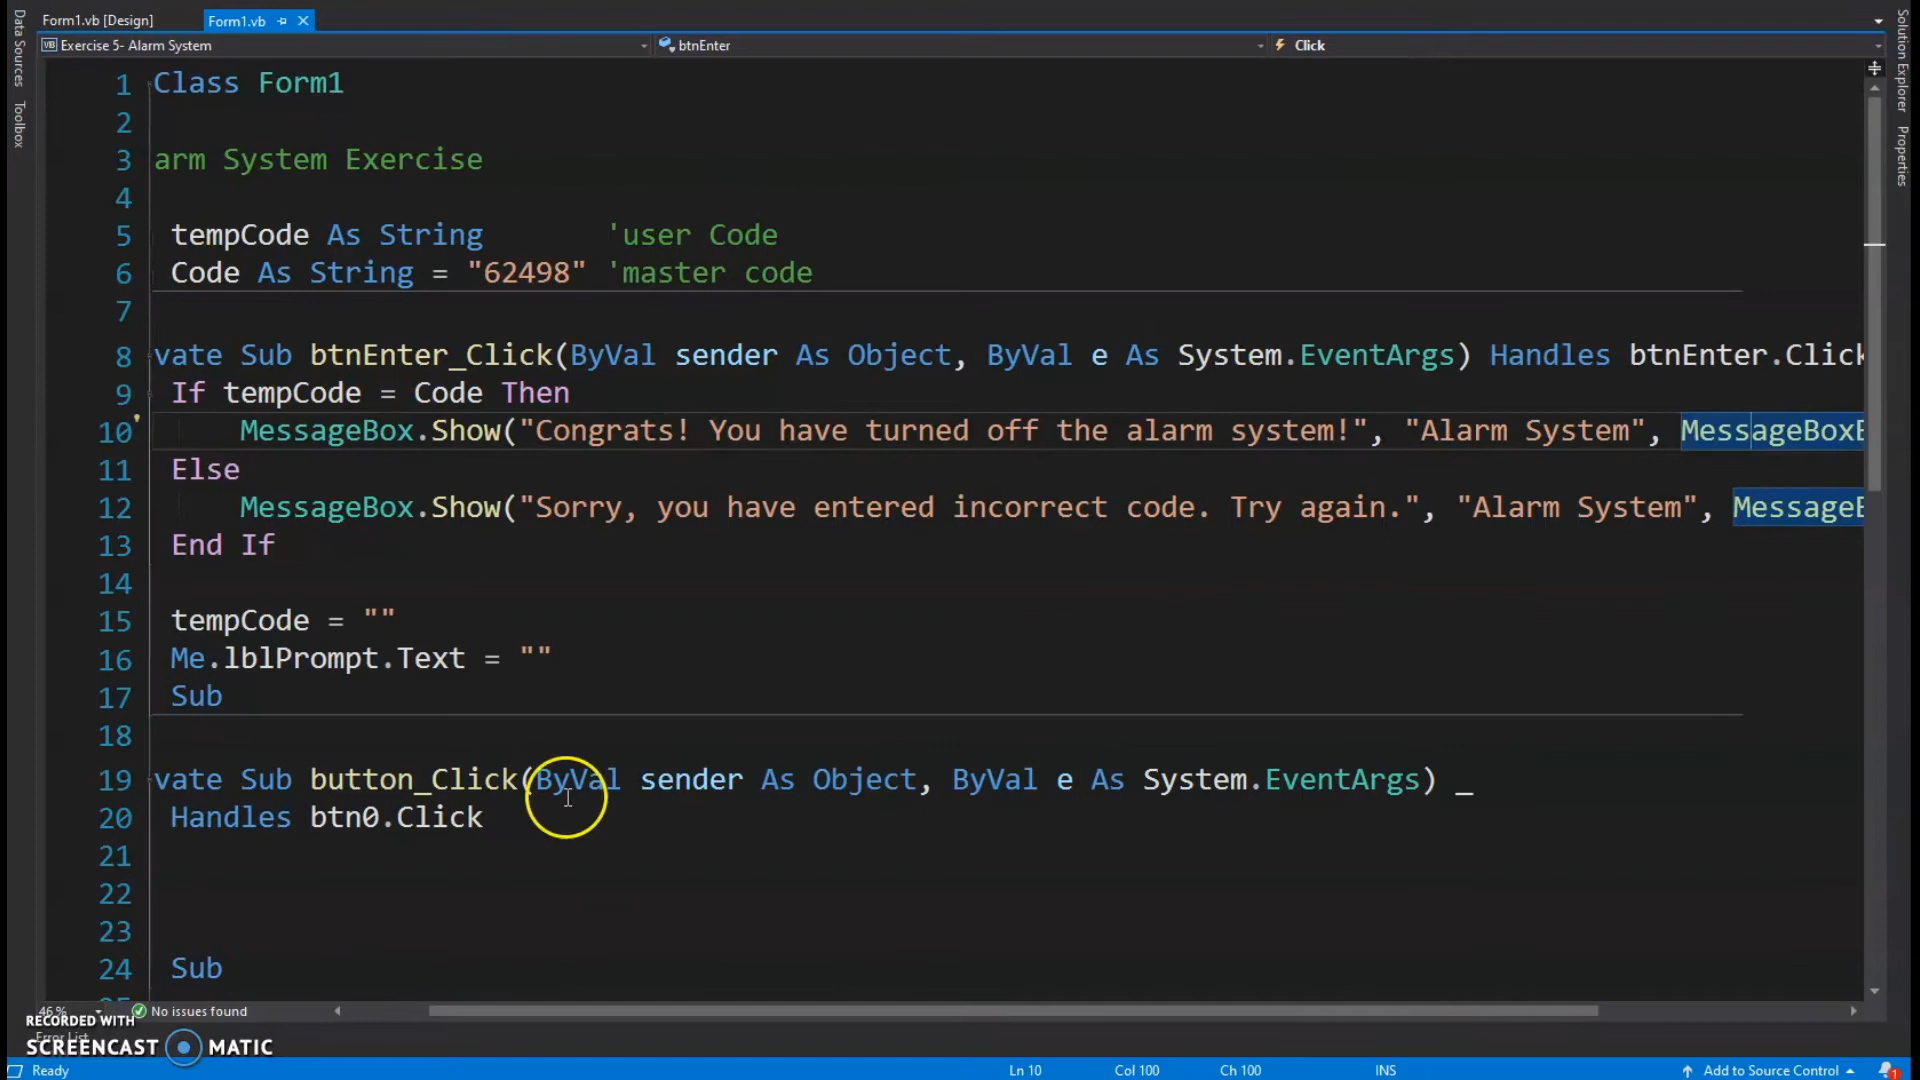 Form1.vb [Design]
Form1.vb
Exercise 5- Alarm System
btnEnter
Click
Data Sources
Toolbox
Solution Explorer
Properties
1 Class Form1
2
3 arm System Exercise
4
5 tempCode As String 'user Code
6 Code As String = "62498" 'master code
7
8 vate Sub btnEnter_Click(ByVal sender As Object, ByVal e As System.EventArgs) Handles btnEnter.Click
9 If tempCode = Code Then
10 MessageBox.Show("Congrats! You have turned off the alarm system!", "Alarm System", MessageBoxB
11 Else
12 MessageBox.Show("Sorry, you have entered incorrect code. Try again.", "Alarm System", MessageB
13 End If
14
15 tempCode = ""
16 Me.lblPrompt.Text = ""
17 Sub
18
19 vate Sub button_Click(ByVal sender As Object, ByVal e As System.EventArgs) _
20 Handles btn0.Click
21
22
23
24 Sub
46 %
No issues found
RECORDED WITH
Error List
SCREENCAST MATIC
Ready
Ln 10
Col 100
Ch 100
INS
Add to Source Control
1